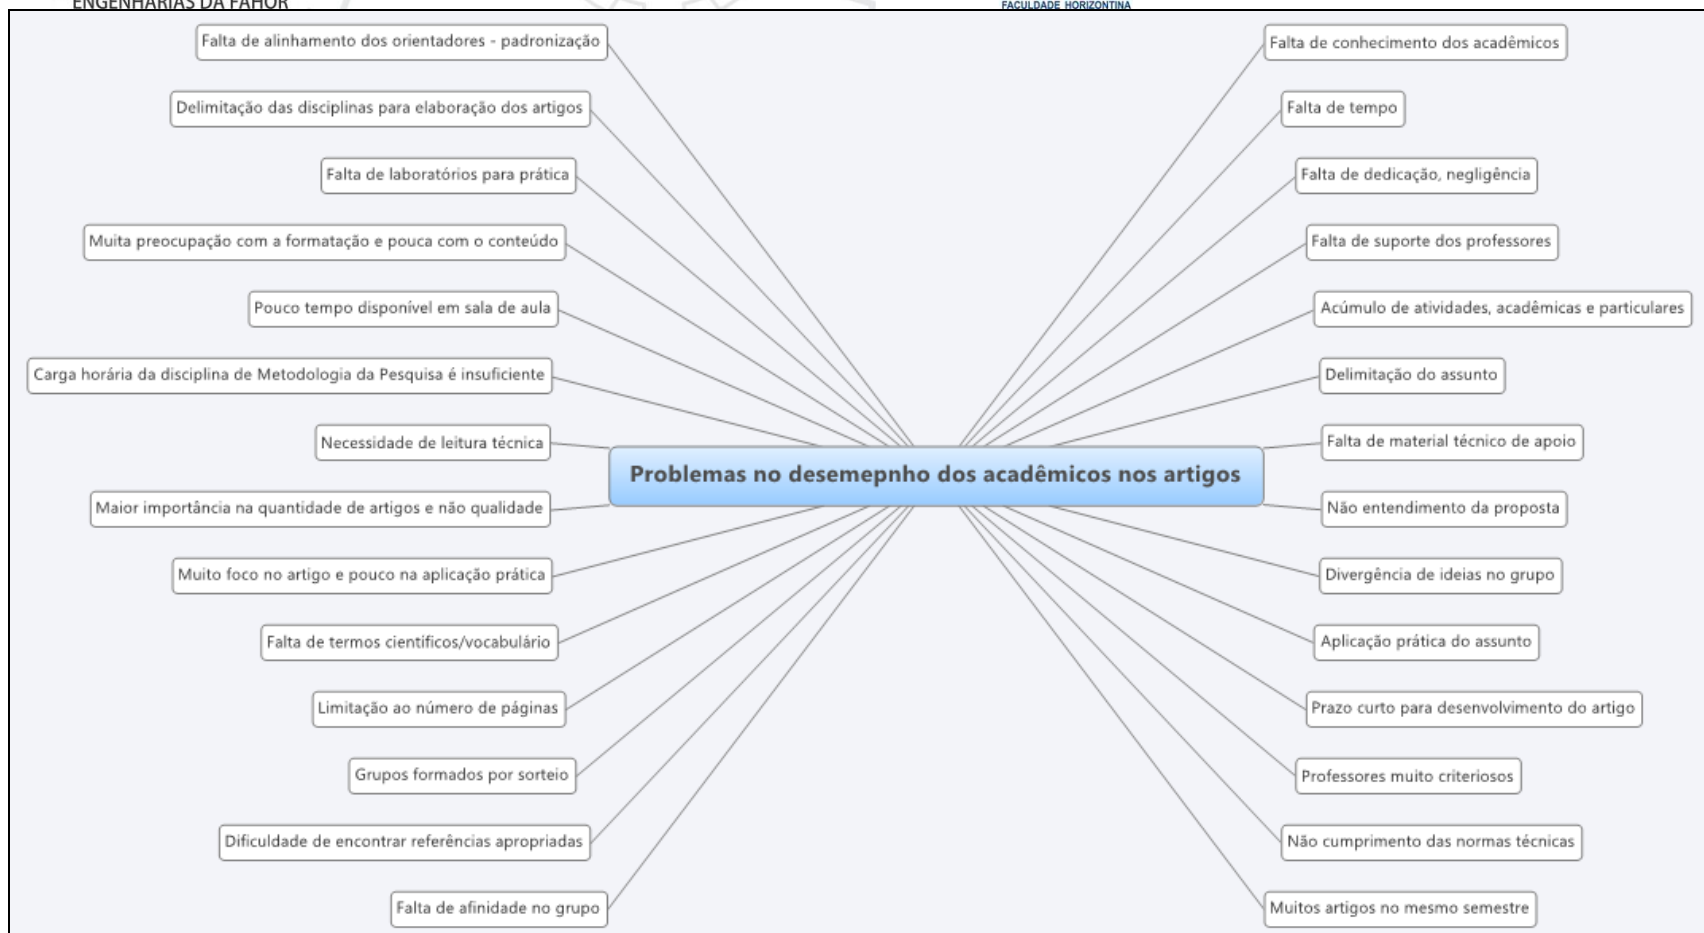 ENGENHARIAS DA FAHOR
FACULDADE HORIZONTINA
Falta de alinhamento dos orientadores - padronização
Delimitação das disciplinas para elaboração dos artigos
Falta de laboratórios para prática
Muita preocupação com a formatação e pouca com o conteúdo
Pouco tempo disponível em sala de aula
Carga horária da disciplina de Metodologia da Pesquisa é insuficiente
Necessidade de leitura técnica
Maior importância na quantidade de artigos e não qualidade
Muito foco no artigo e pouco na aplicação prática
Falta de termos científicos/vocabulário
Limitação ao número de páginas
Grupos formados por sorteio
Dificuldade de encontrar referências apropriadas
Falta de afinidade no grupo
Problemas no desemepnho dos acadêmicos nos artigos
Falta de conhecimento dos acadêmicos
Falta de tempo
Falta de dedicação, negligência
Falta de suporte dos professores
Acúmulo de atividades, acadêmicas e particulares
Delimitação do assunto
Falta de material técnico de apoio
Não entendimento da proposta
Divergência de ideias no grupo
Aplicação prática do assunto
Prazo curto para desenvolvimento do artigo
Professores muito criteriosos
Não cumprimento das normas técnicas
Muitos artigos no mesmo semestre